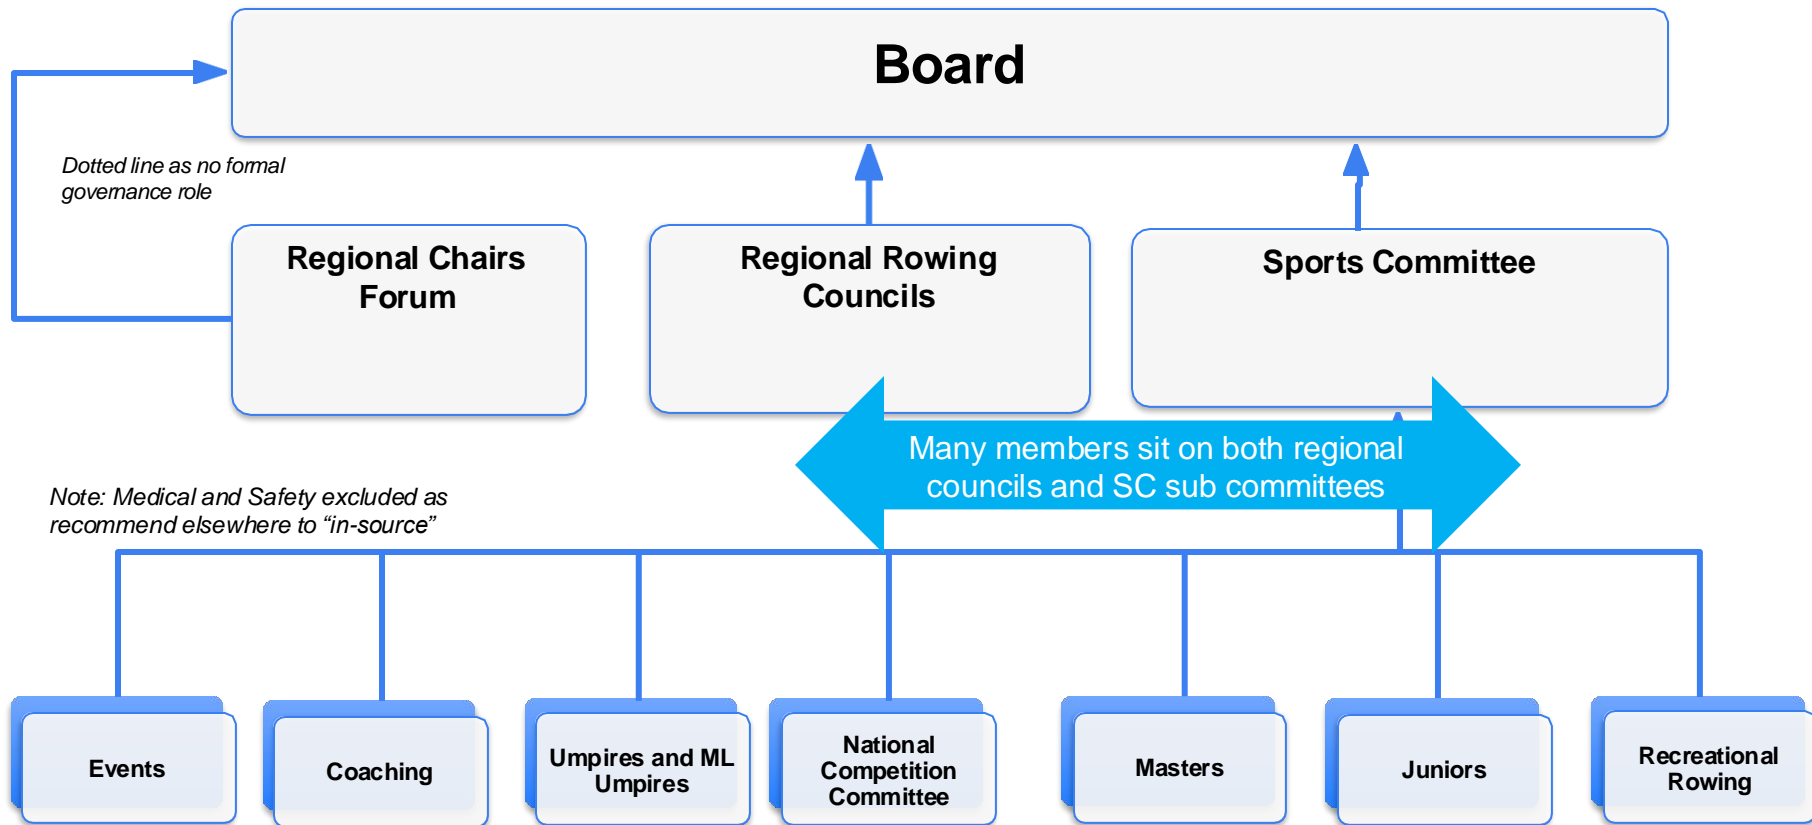 Board
Dotted line as no formal
governance role
Regional Chairs
Forum
Regional Rowing
Councils
Sports Committee
Many members sit on both regional
councils and SC sub committees
Note: Medical and Safety excluded as
recommend elsewhere to “in-source”
Events
Coaching
Umpires and ML
Umpires
National
Competition
Committee
Masters
Juniors
Recreational
Rowing